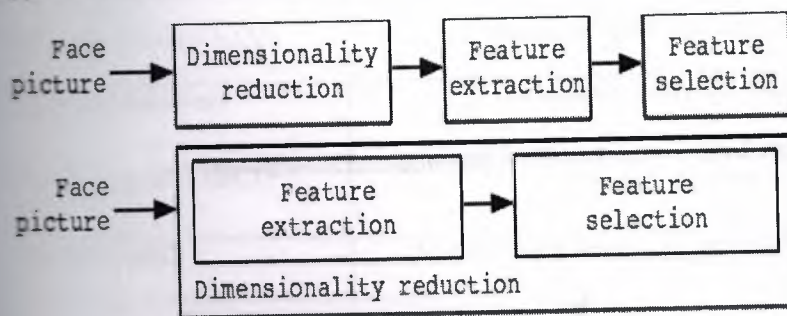 Face picture
Dimensionality reduction
Feature extraction
Feature selection
Face picture
Feature extraction
Feature selection
Dimensionality reduction